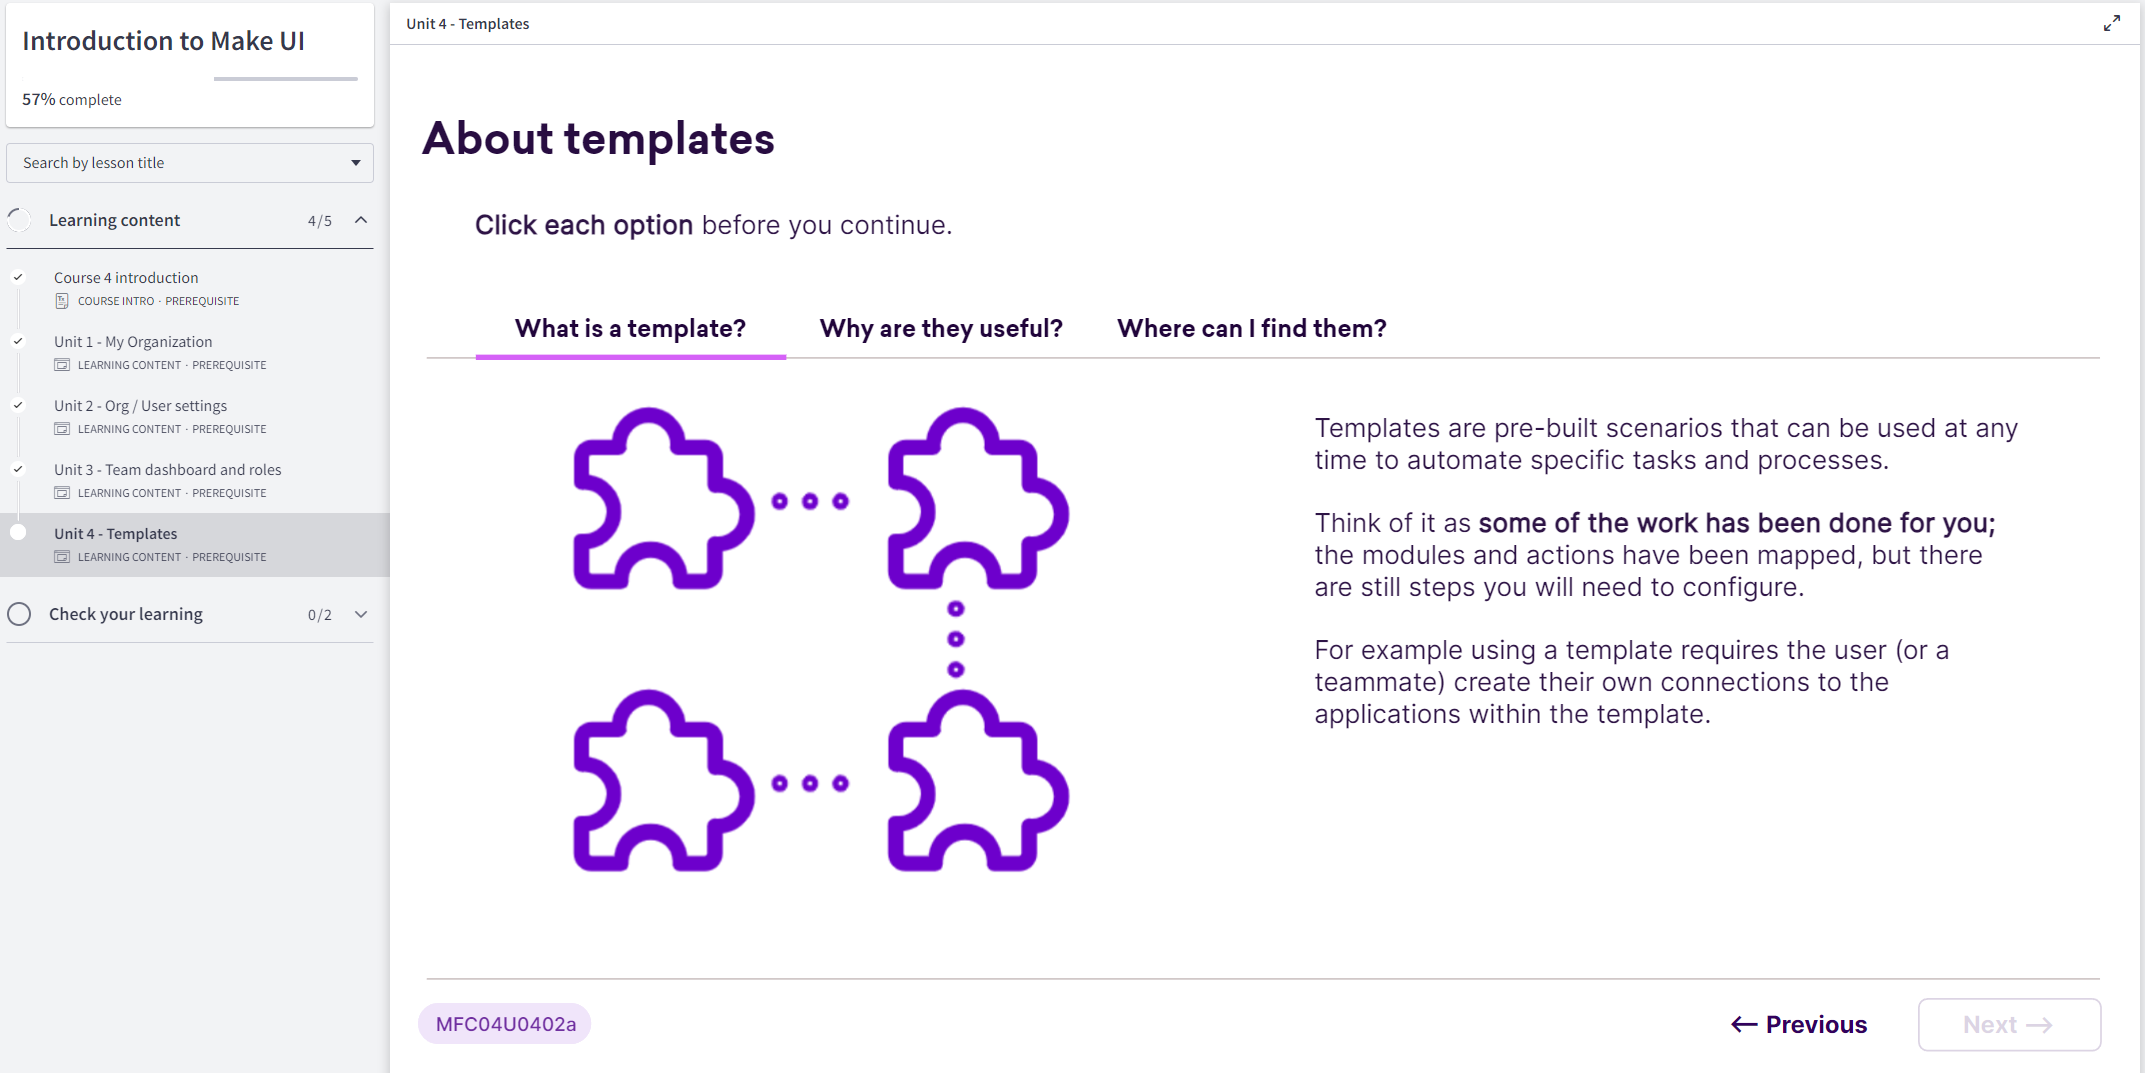 Introduction to Make UI
57% complete
Search by lesson title
Learning content 4/5
Course 4 introduction
COURSE INTRO · PREREQUISITE
Unit 1 - My Organization
LEARNING CONTENT · PREREQUISITE
Unit 2 - Org / User settings
LEARNING CONTENT · PREREQUISITE
Unit 3 - Team dashboard and roles
LEARNING CONTENT · PREREQUISITE
Unit 4 - Templates
LEARNING CONTENT · PREREQUISITE
Check your learning 0/2
Unit 4 - Templates
About templates
Click each option before you continue.
What is a template? Why are they useful? Where can I find them?
Templates are pre-built scenarios that can be used at any
time to automate specific tasks and processes.
Think of it as some of the work has been done for you;
the modules and actions have been mapped, but there
are still steps you will need to configure.
For example using a template requires the user (or a
teammate) create their own connections to the
applications within the template.
MFC04U0402a
← Previous
Next →